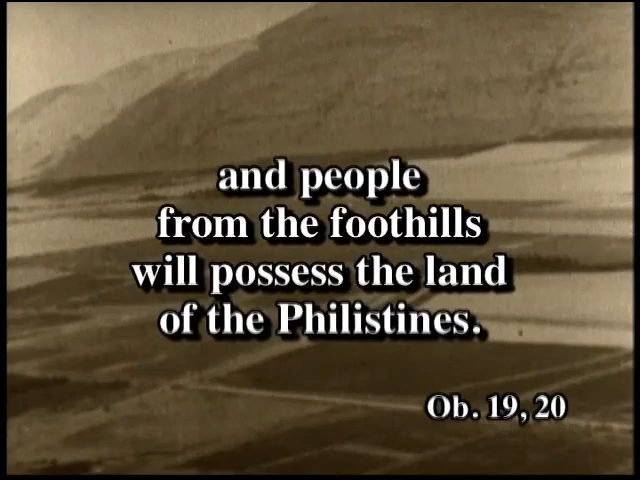 and people
from the foothills
will possess the land
of the Philistines.
Ob. 19, 20